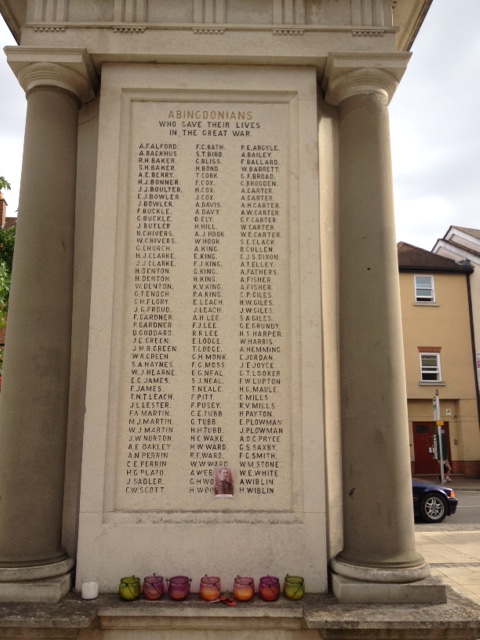 ABINGDONIANS
WHO GAVE THEIR LIVES
IN THE GREAT WAR.
A. FALFORD.
A. BACKHUS
R.H. BAKER.
S.H. BAKER.
A.E. BERRY.
H.J. BONNER
J.J. BOULTER
E.J. BOWLER
J. BOWLER.
F. BUCKLE.
G. BUCKLE.
J. BUTLER
H. CHIVERS.
W. CHIVERS.
G. CHURCH.
H.J. CLARKE.
J.J. CLARKE.
H. DENTON.
H. DENTON.
W. DENTON.
G.T. ENOCH.
C.H. FLORY.
J.G. FROUD.
F. GARDNER
P. GARDNER
D. GODDARD
J.E. GREEN
J.H.R. GREEN
W.R. GREEN
S.A. HAYNES.
W.J. HEARNE
E.C. JAMES.
F. JAMES.
T.N.T. LEACH.
J.L. LESTER.
F.A. MARTIN.
M.J. MARTIN
W.J. MARTIN
J.W. NORTON.
A.E. OAKLEY
A.N. PERRIN
C.E. PERRIN
H.G. PLATO
J. SADLER.
C.W. SCOTT
F.C. BATH.
S.T. BIRD.
C. BLISS.
H. BOND.
T. CORK
F. COX.
H. COX.
J. COX.
A. DAVIS.
A. DAVY
D. ELY.
H. HILL.
A.J. HOOK
W. HOOK
A. KING.
E. KING.
F.J. KING.
G. KING.
H. KING.
K.V. KING
P.A. KING.
E. LEACH
J. LEACH
A.H. LEE.
F.J. LEE.
R.R. LEE
E. LODGE.
T. LODGE.
G.H. MONK
F.G. MOSS
E.G. NEAL
S.J. NEAL.
T. NEALE
F. PITT
F. PUSEY.
C.E. TUBB
G. TUBB.
H.H. TUBB.
H.C. WAKE.
H.W. WARD
R.F. WARD.
W.W. WARD
P.E. ARGYLE.
A. BAILEY
F. BALLARD.
W. BARRETT.
G.F. BROAD.
C. BROGDEN.
A. CARTER.
A. CARTER.
A.H. CARTER.
A.W. CARTER
F. CARTER.
W. CARTER.
W.E. CARTER.
S.E. CLACK
D. CULLEN
E.J.S. DIXON
A.T. ELLEY
A. FATHERS.
A. FISHER
A. FISHER
C.P. GILES
H.W. GILES
J.W. GILES.
S.A. GILES.
G.E. GRUNDY.
H.S. HARPER.
W. HARRIS.
A. HEMMING
C. JORDAN
E. JOYCE
G.T. LOOKER
F.W. LUPTON
H.G. MAULE
C. MILLS
R.V. MILLS.
H. PAYTON.
E. PLOWMAN
J. PLOWMAN
A.D.C. PRYCE
G.S. SAXBY.
F.G. SMITH.
W.M. STONE
W.E. WHITE
A. WIBLIN
H. WIBLIN